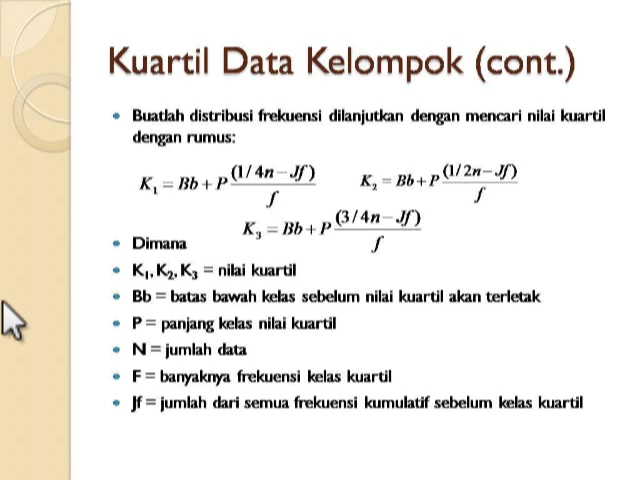 Kuartil Data Kelompok (cont.)
Buatlah distribusi frekuensi dilanjutkan dengan mencari nilai kuartil
dengan rumus:
K₁ = Bb + P (1/4n − Jf) / f
K₂ = Bb + P (1/2n − Jf) / f
K₃ = Bb + P (3/4n − Jf) / f
Dimana
K₁, K₂, K₃ = nilai kuartil
Bb = batas bawah kelas sebelum nilai kuartil akan terletak
P = panjang kelas nilai kuartil
N = jumlah data
F = banyaknya frekuensi kelas kuartil
Jf = jumlah dari semua frekuensi kumulatif sebelum kelas kuartil